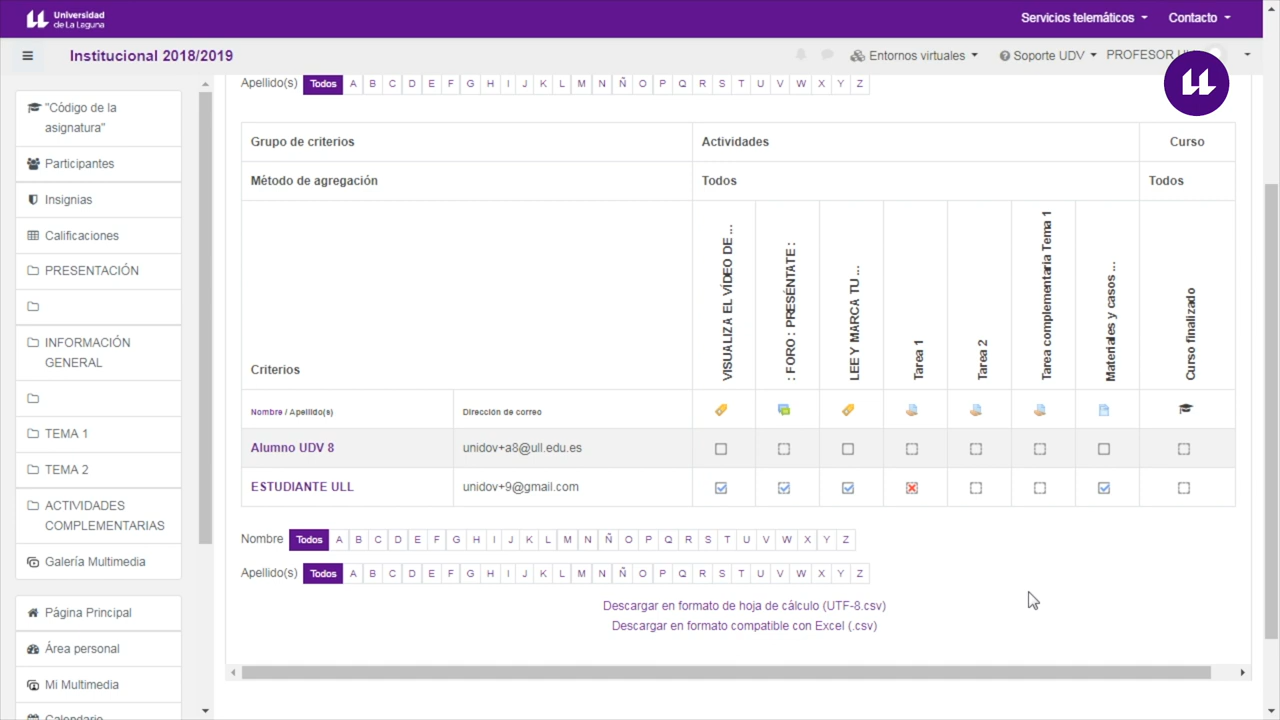 Universidad
de La Laguna
Servicios telemáticos
Contacto
Institucional 2018/2019
Entornos virtuales
Soporte UDV
PROFESOR
Apellido(s) Todos A B C D E F G H I J K L M N Ñ O P Q R S T U V W X Y Z
"Código de la
asignatura"
Participantes
Insignias
Calificaciones
PRESENTACIÓN
INFORMACIÓN
GENERAL
TEMA 1
TEMA 2
ACTIVIDADES
COMPLEMENTARIAS
Galería Multimedia
Página Principal
Área personal
Mi Multimedia
Calendario
Grupo de criterios Actividades Curso
Método de agregación Todos Todos
Criterios
VISUALIZA EL VÍDEO DE ...
: FORO : PRESÉNTATE :
LEE Y MARCA TU ...
Tarea 1
Tarea 2
Tarea complementaria Tema 1
Materiales y casos ...
Curso finalizado
Nombre / Apellido(s) Dirección de correo
Alumno UDV 8 unidov+a8@ull.edu.es
ESTUDIANTE ULL unidov+9@gmail.com
Nombre Todos A B C D E F G H I J K L M N Ñ O P Q R S T U V W X Y Z
Apellido(s) Todos A B C D E F G H I J K L M N Ñ O P Q R S T U V W X Y Z
Descargar en formato de hoja de cálculo (UTF-8.csv)
Descargar en formato compatible con Excel (.csv)